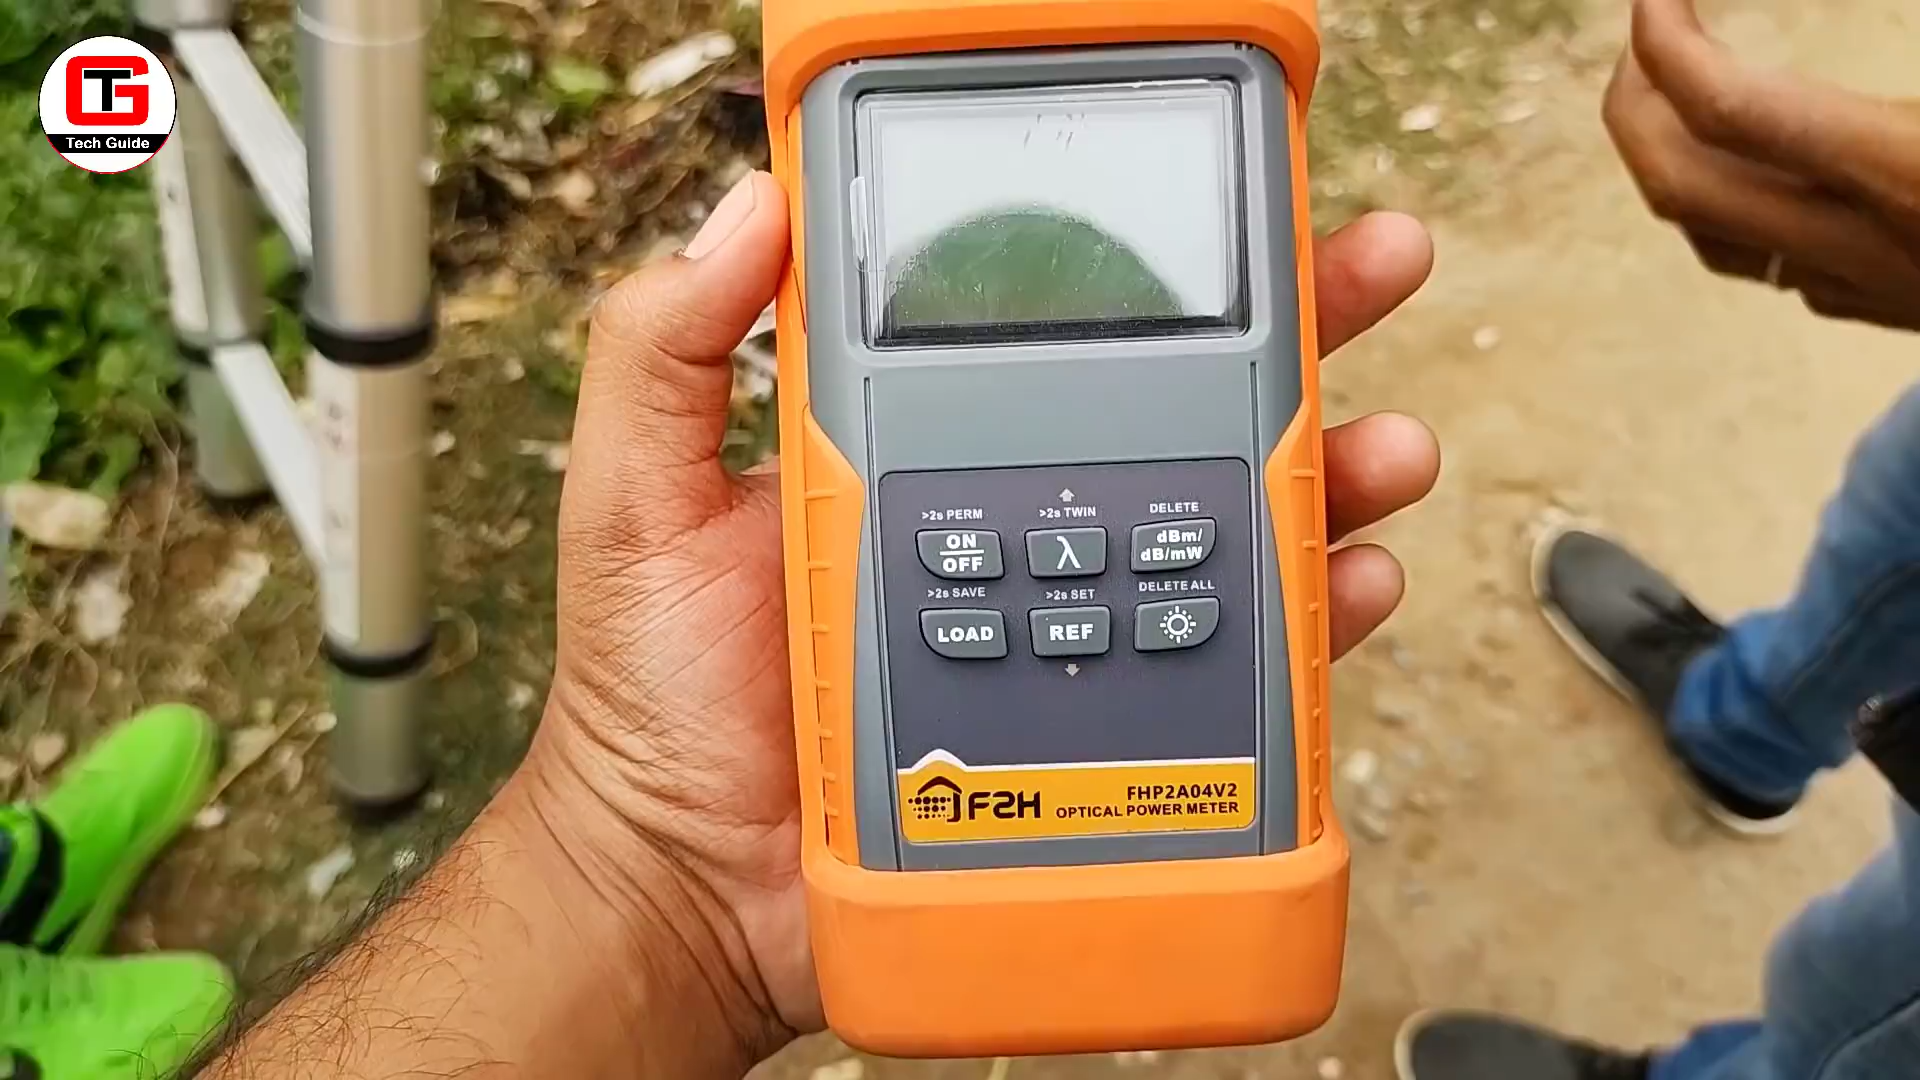 TG
Tech Guide
>2s PERM
>2s TWIN
DELETE
ON
OFF
λ
dBm/
dB/mW
>2s SAVE
>2s SET
DELETE ALL
LOAD
REF
F2H
FHP2A04V2
OPTICAL POWER METER